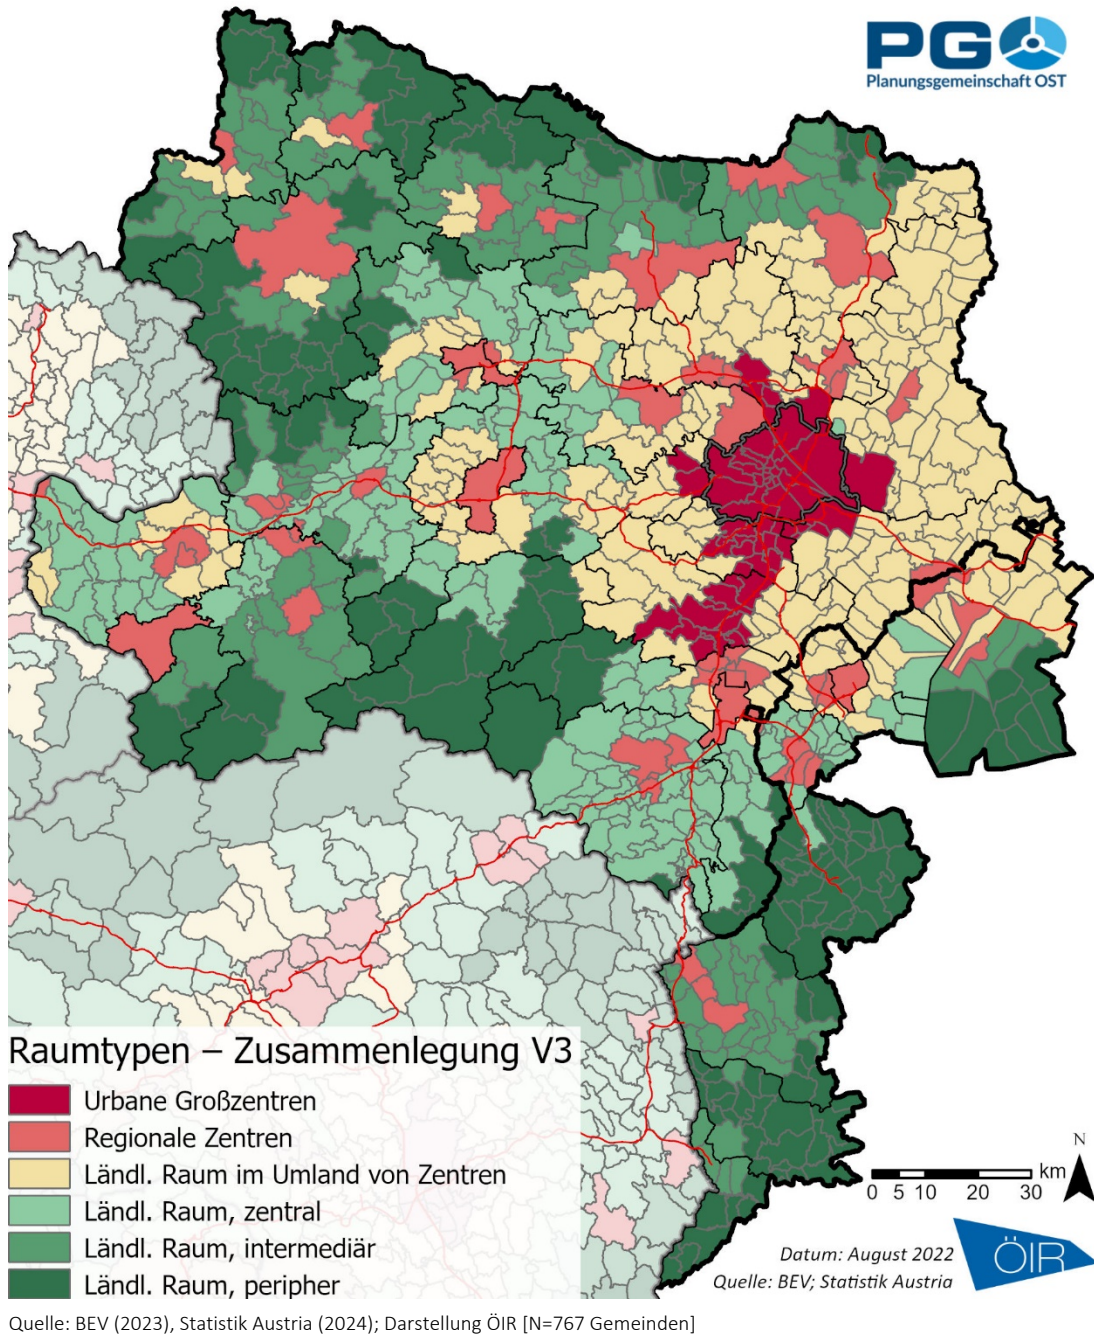 PGO
Planungsgemeinschaft OST
Raumtypen – Zusammenlegung V3
Urbane Großzentren
Regionale Zentren
Ländl. Raum im Umland von Zentren
Ländl. Raum, zentral
Ländl. Raum, intermediär
Ländl. Raum, peripher
N
km
0 5 10 20 30
Datum: August 2022
Quelle: BEV; Statistik Austria
ÖIR
Quelle: BEV (2023), Statistik Austria (2024); Darstellung ÖIR [N=767 Gemeinden]